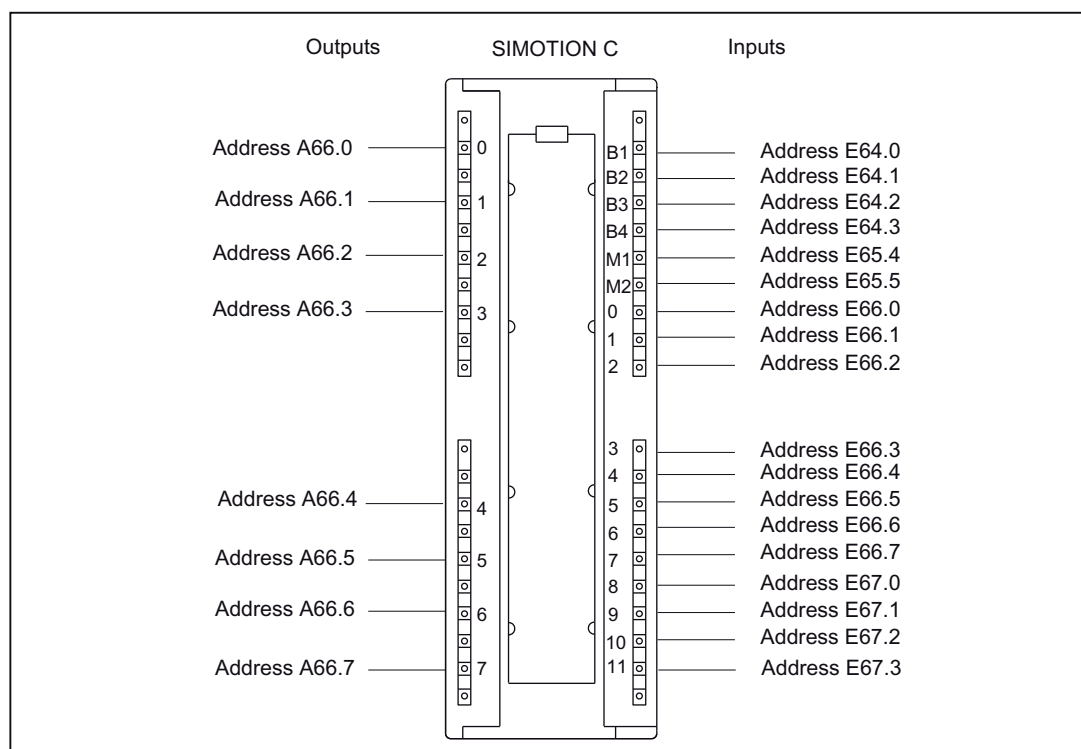 Outputs SIMOTION C Inputs
Address A66.0
Address A66.1
Address A66.2
Address A66.3
Address A66.4
Address A66.5
Address A66.6
Address A66.7
0
1
2
3
4
5
6
7
B1
B2
B3
B4
M1
M2
0
1
2
3
4
5
6
7
8
9
10
11
Address E64.0
Address E64.1
Address E64.2
Address E64.3
Address E65.4
Address E65.5
Address E66.0
Address E66.1
Address E66.2
Address E66.3
Address E66.4
Address E66.5
Address E66.6
Address E66.7
Address E67.0
Address E67.1
Address E67.2
Address E67.3